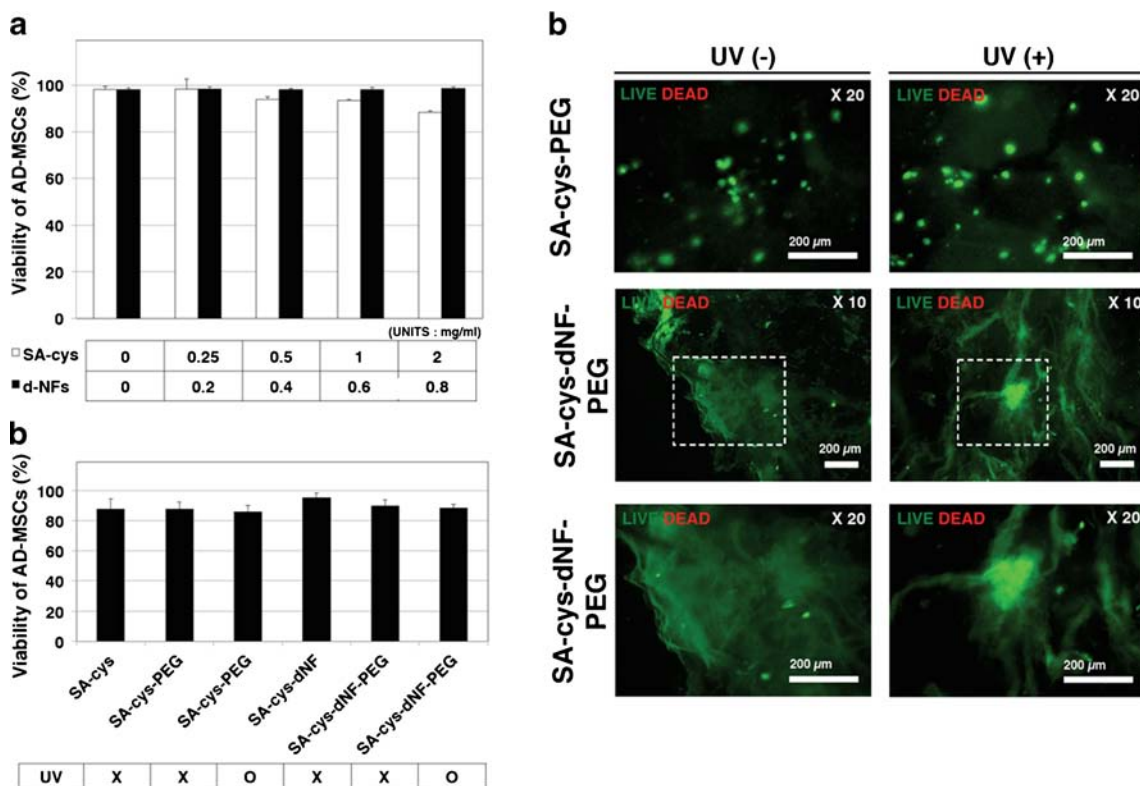 a
Viability of AD-MSCs (%)
100
80
60
40
20
0
(UNITS : mg/ml)
SA-cys 0 0.25 0.5 1 2
d-NFs 0 0.2 0.4 0.6 0.8
b
Viability of AD-MSCs (%)
100
80
60
40
20
0
SA-cys
SA-cys-PEG
SA-cys-PEG
SA-cys-dNF
SA-cys-dNF-PEG
SA-cys-dNF-PEG
UV X X O X X O
b
UV (-) UV (+)
SA-cys-PEG
LIVE DEAD X 20
200 µm
LIVE DEAD X 20
200 µm
SA-cys-dNF-
PEG
LIVE DEAD X 10
200 µm
LIVE DEAD X 10
200 µm
SA-cys-dNF-
PEG
LIVE DEAD X 20
200 µm
LIVE DEAD X 20
200 µm